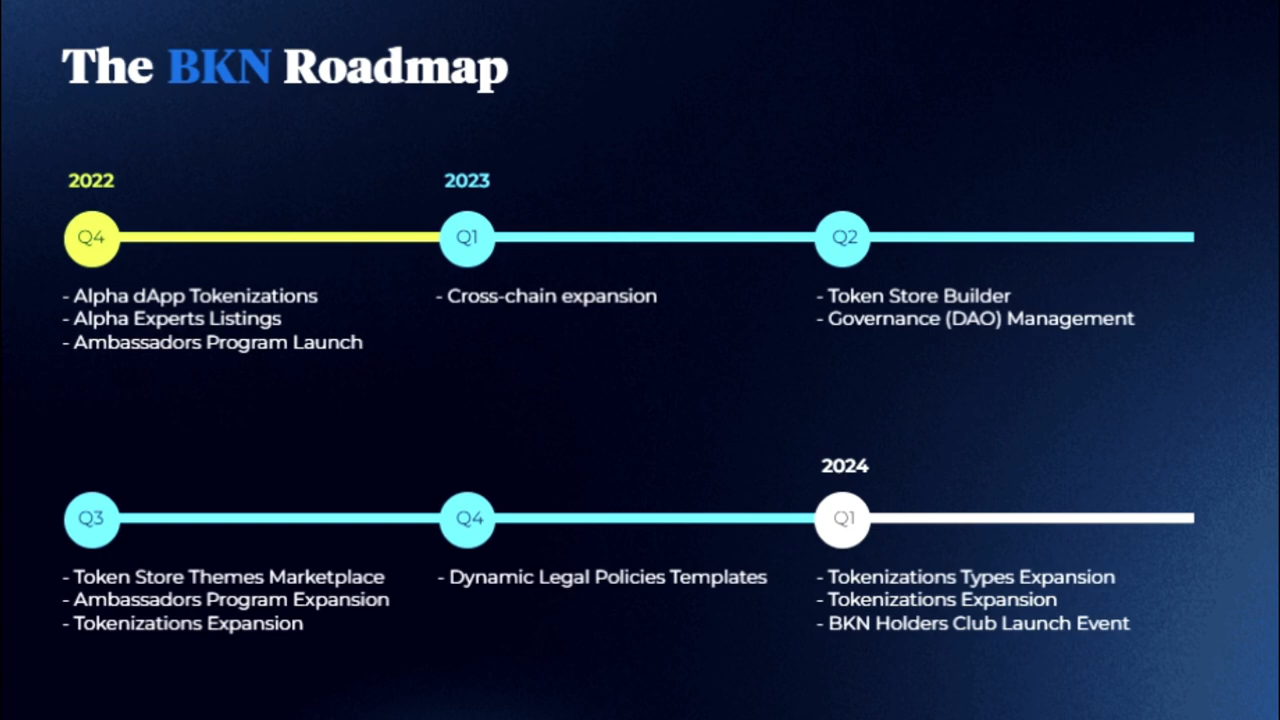 The BKN Roadmap
2022
2023
Q4
Q1
Q2
- Alpha dApp Tokenizations
- Alpha Experts Listings
- Ambassadors Program Launch
- Cross-chain expansion
- Token Store Builder
- Governance (DAO) Management
2024
Q3
Q4
Q1
- Token Store Themes Marketplace
- Ambassadors Program Expansion
- Tokenizations Expansion
- Dynamic Legal Policies Templates
- Tokenizations Types Expansion
- Tokenizations Expansion
- BKN Holders Club Launch Event